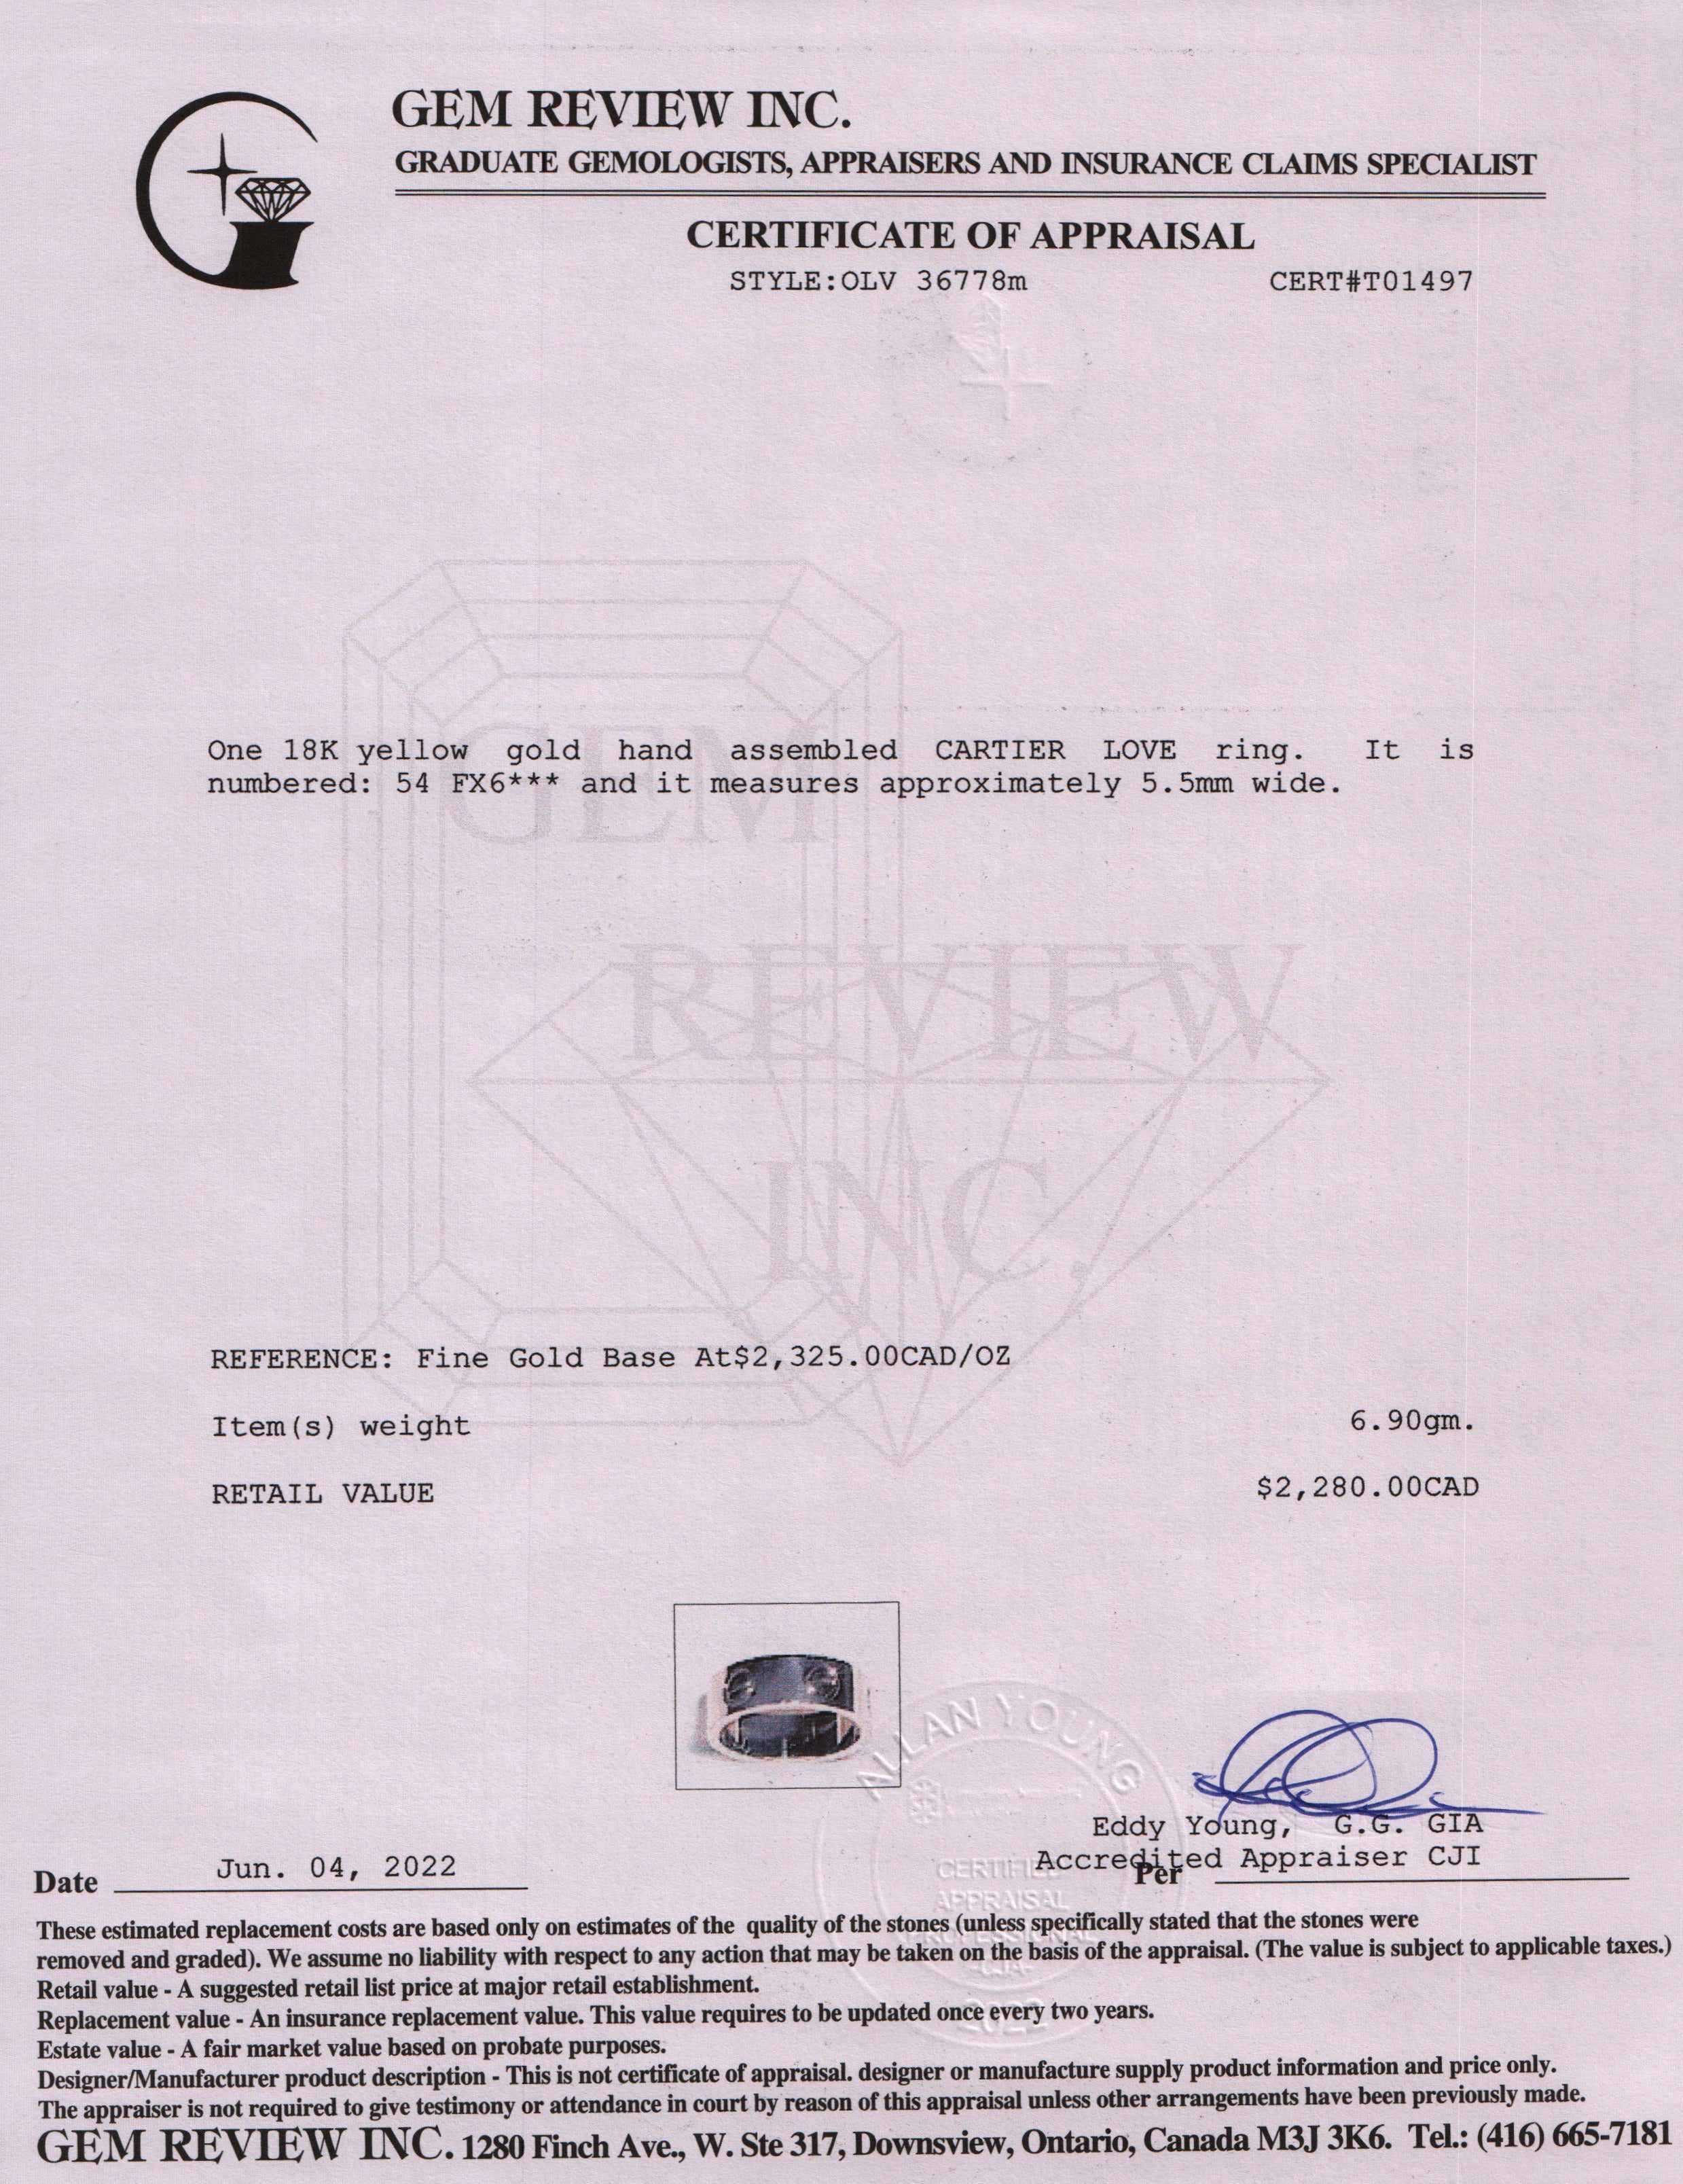 GEM REVIEW INC.
GRADUATE GEMOLOGISTS, APPRAISERS AND INSURANCE CLAIMS SPECIALIST
CERTIFICATE OF APPRAISAL
STYLE:OLV 36778m CERT#T01497
One 18K yellow gold hand assembled CARTIER LOVE ring. It is
numbered: 54 FX6*** and it measures approximately 5.5mm wide.
GEM
REVIEW
INC.
REFERENCE: Fine Gold Base At$2,325.00CAD/OZ
Item(s) weight 6.90gm.
RETAIL VALUE $2,280.00CAD
ALLAN YOUNG
CERTIFIED
APPRAISAL
PROFESSIONAL
CJA
2022
Eddy Young, G.G. GIA
Accredited Appraiser CJI
Date Jun. 04, 2022 Per
These estimated replacement costs are based only on estimates of the quality of the stones (unless specifically stated that the stones were
removed and graded). We assume no liability with respect to any action that may be taken on the basis of the appraisal. (The value is subject to applicable taxes.)
Retail value - A suggested retail list price at major retail establishment.
Replacement value - An insurance replacement value. This value requires to be updated once every two years.
Estate value - A fair market value based on probate purposes.
Designer/Manufacturer product description - This is not certificate of appraisal. designer or manufacture supply product information and price only.
The appraiser is not required to give testimony or attendance in court by reason of this appraisal unless other arrangements have been previously made.
GEM REVIEW INC. 1280 Finch Ave., W. Ste 317, Downsview, Ontario, Canada M3J 3K6. Tel.: (416) 665-7181